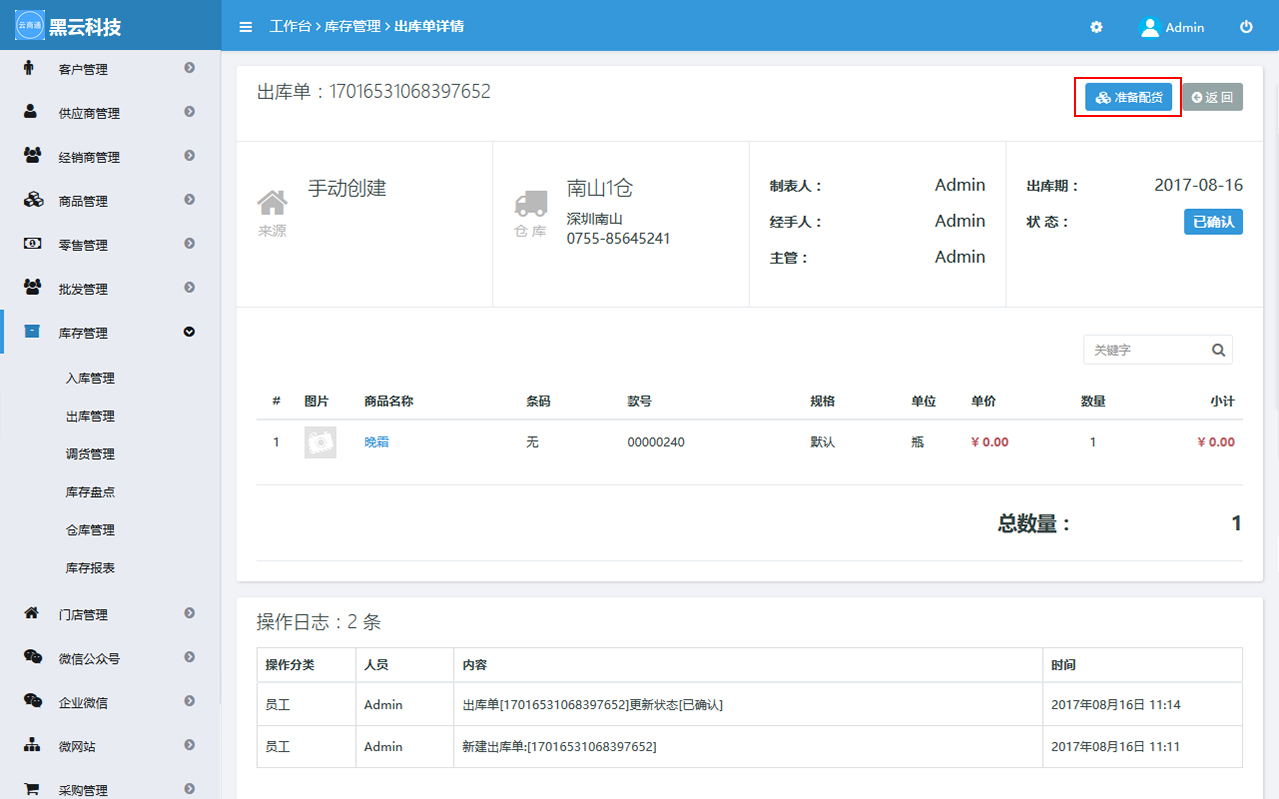 云商通 黑云科技
工作台 > 库存管理 > 出库单详情
Admin
客户管理
供应商管理
经销商管理
商品管理
零售管理
批发管理
库存管理
入库管理
出库管理
调货管理
库存盘点
仓库管理
库存报表
门店管理
微信公众号
企业微信
微网站
采购管理
出库单：17016531068397652
准备配货
返 回
手动创建
来源
南山1仓
深圳南山
0755-85645241
仓 库
制表人： Admin
经手人： Admin
主管： Admin
出库期： 2017-08-16
状 态： 已确认
关键字
# 图片 商品名称 条码 款号 规格 单位 单价 数量 小计
1 晚霜 无 00000240 默认 瓶 ¥ 0.00 1 ¥ 0.00
总数量： 1
操作日志：2 条
操作分类 人员 内容 时间
员工 Admin 出库单[17016531068397652]更新状态[已确认] 2017年08月16日 11:14
员工 Admin 新建出库单:[17016531068397652] 2017年08月16日 11:11